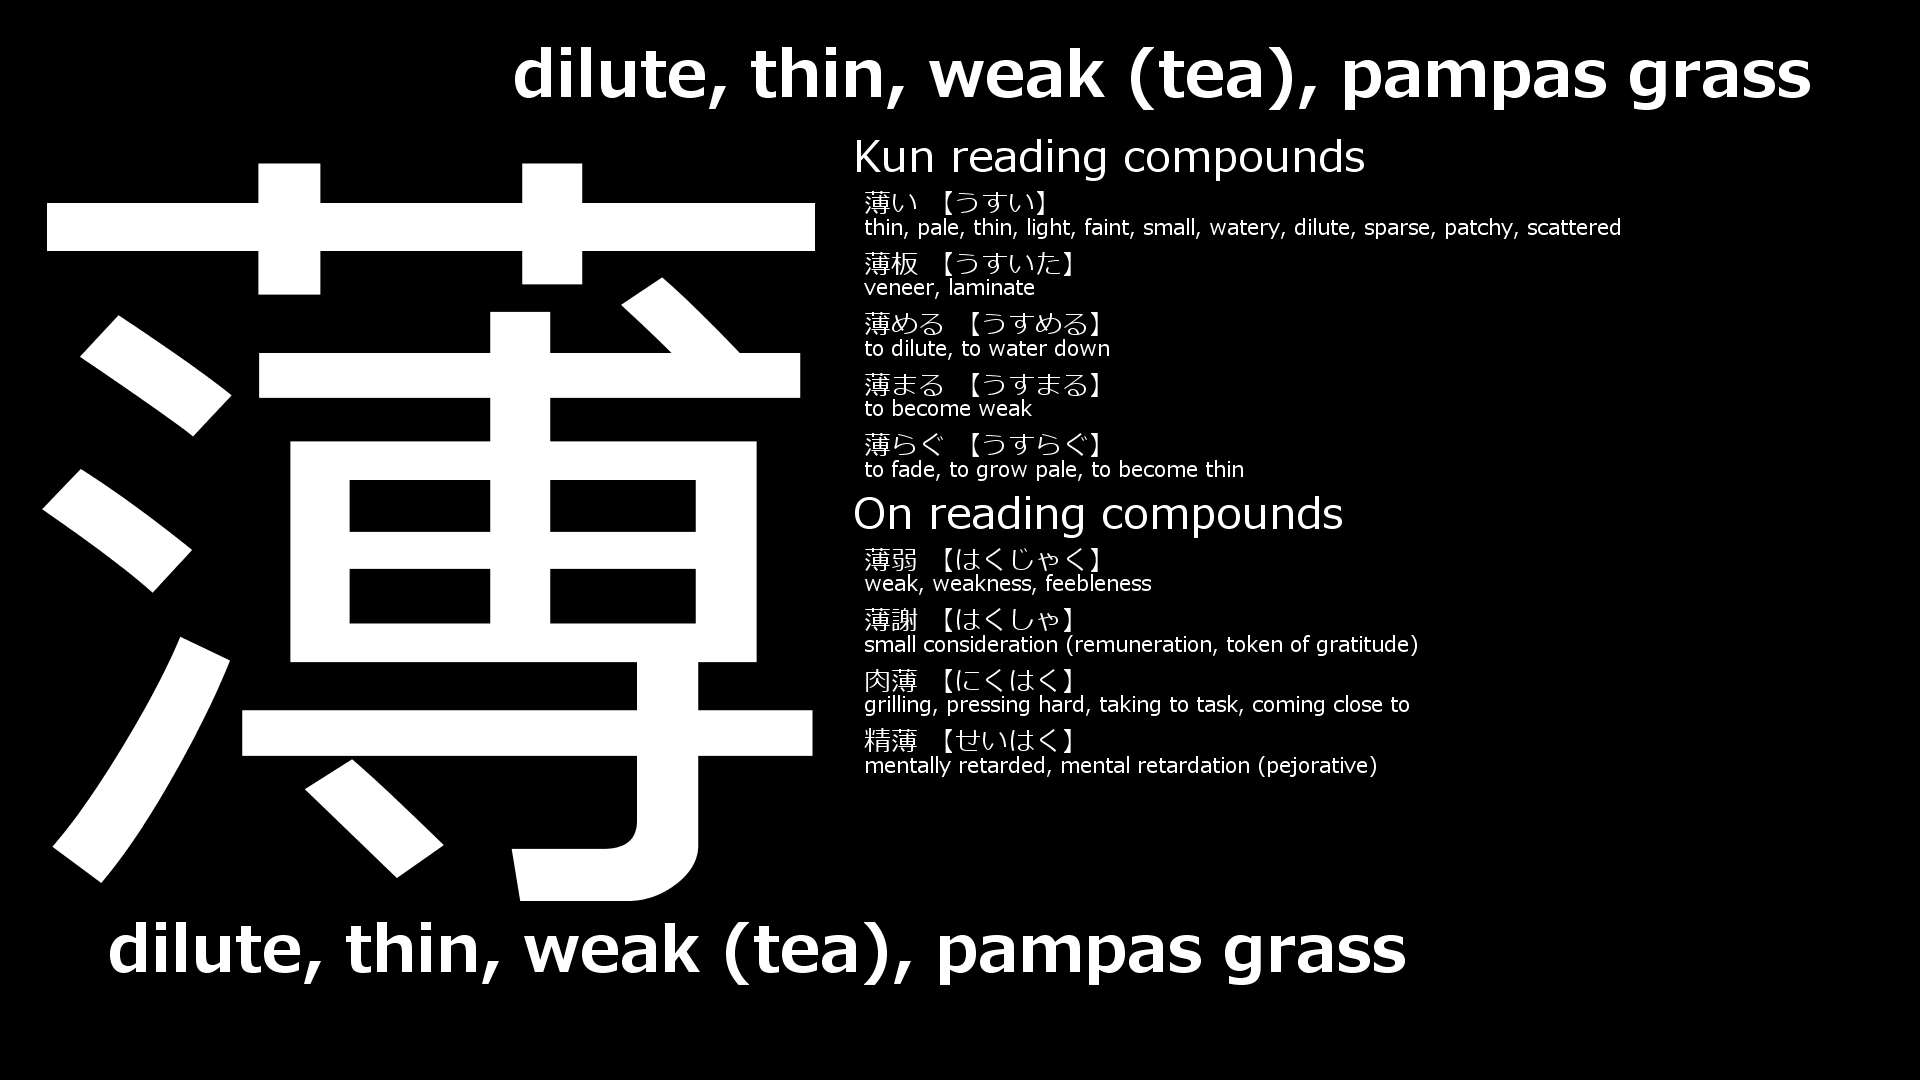 dilute, thin, weak (tea), pampas grass
薄
Kun reading compounds
薄い 【うすい】
thin, pale, thin, light, faint, small, watery, dilute, sparse, patchy, scattered
薄板 【うすいた】
veneer, laminate
薄める 【うすめる】
to dilute, to water down
薄まる 【うすまる】
to become weak
薄らぐ 【うすらぐ】
to fade, to grow pale, to become thin
On reading compounds
薄弱 【はくじゃく】
weak, weakness, feebleness
薄謝 【はくしゃ】
small consideration (remuneration, token of gratitude)
肉薄 【にくはく】
grilling, pressing hard, taking to task, coming close to
精薄 【せいはく】
mentally retarded, mental retardation (pejorative)
dilute, thin, weak (tea), pampas grass